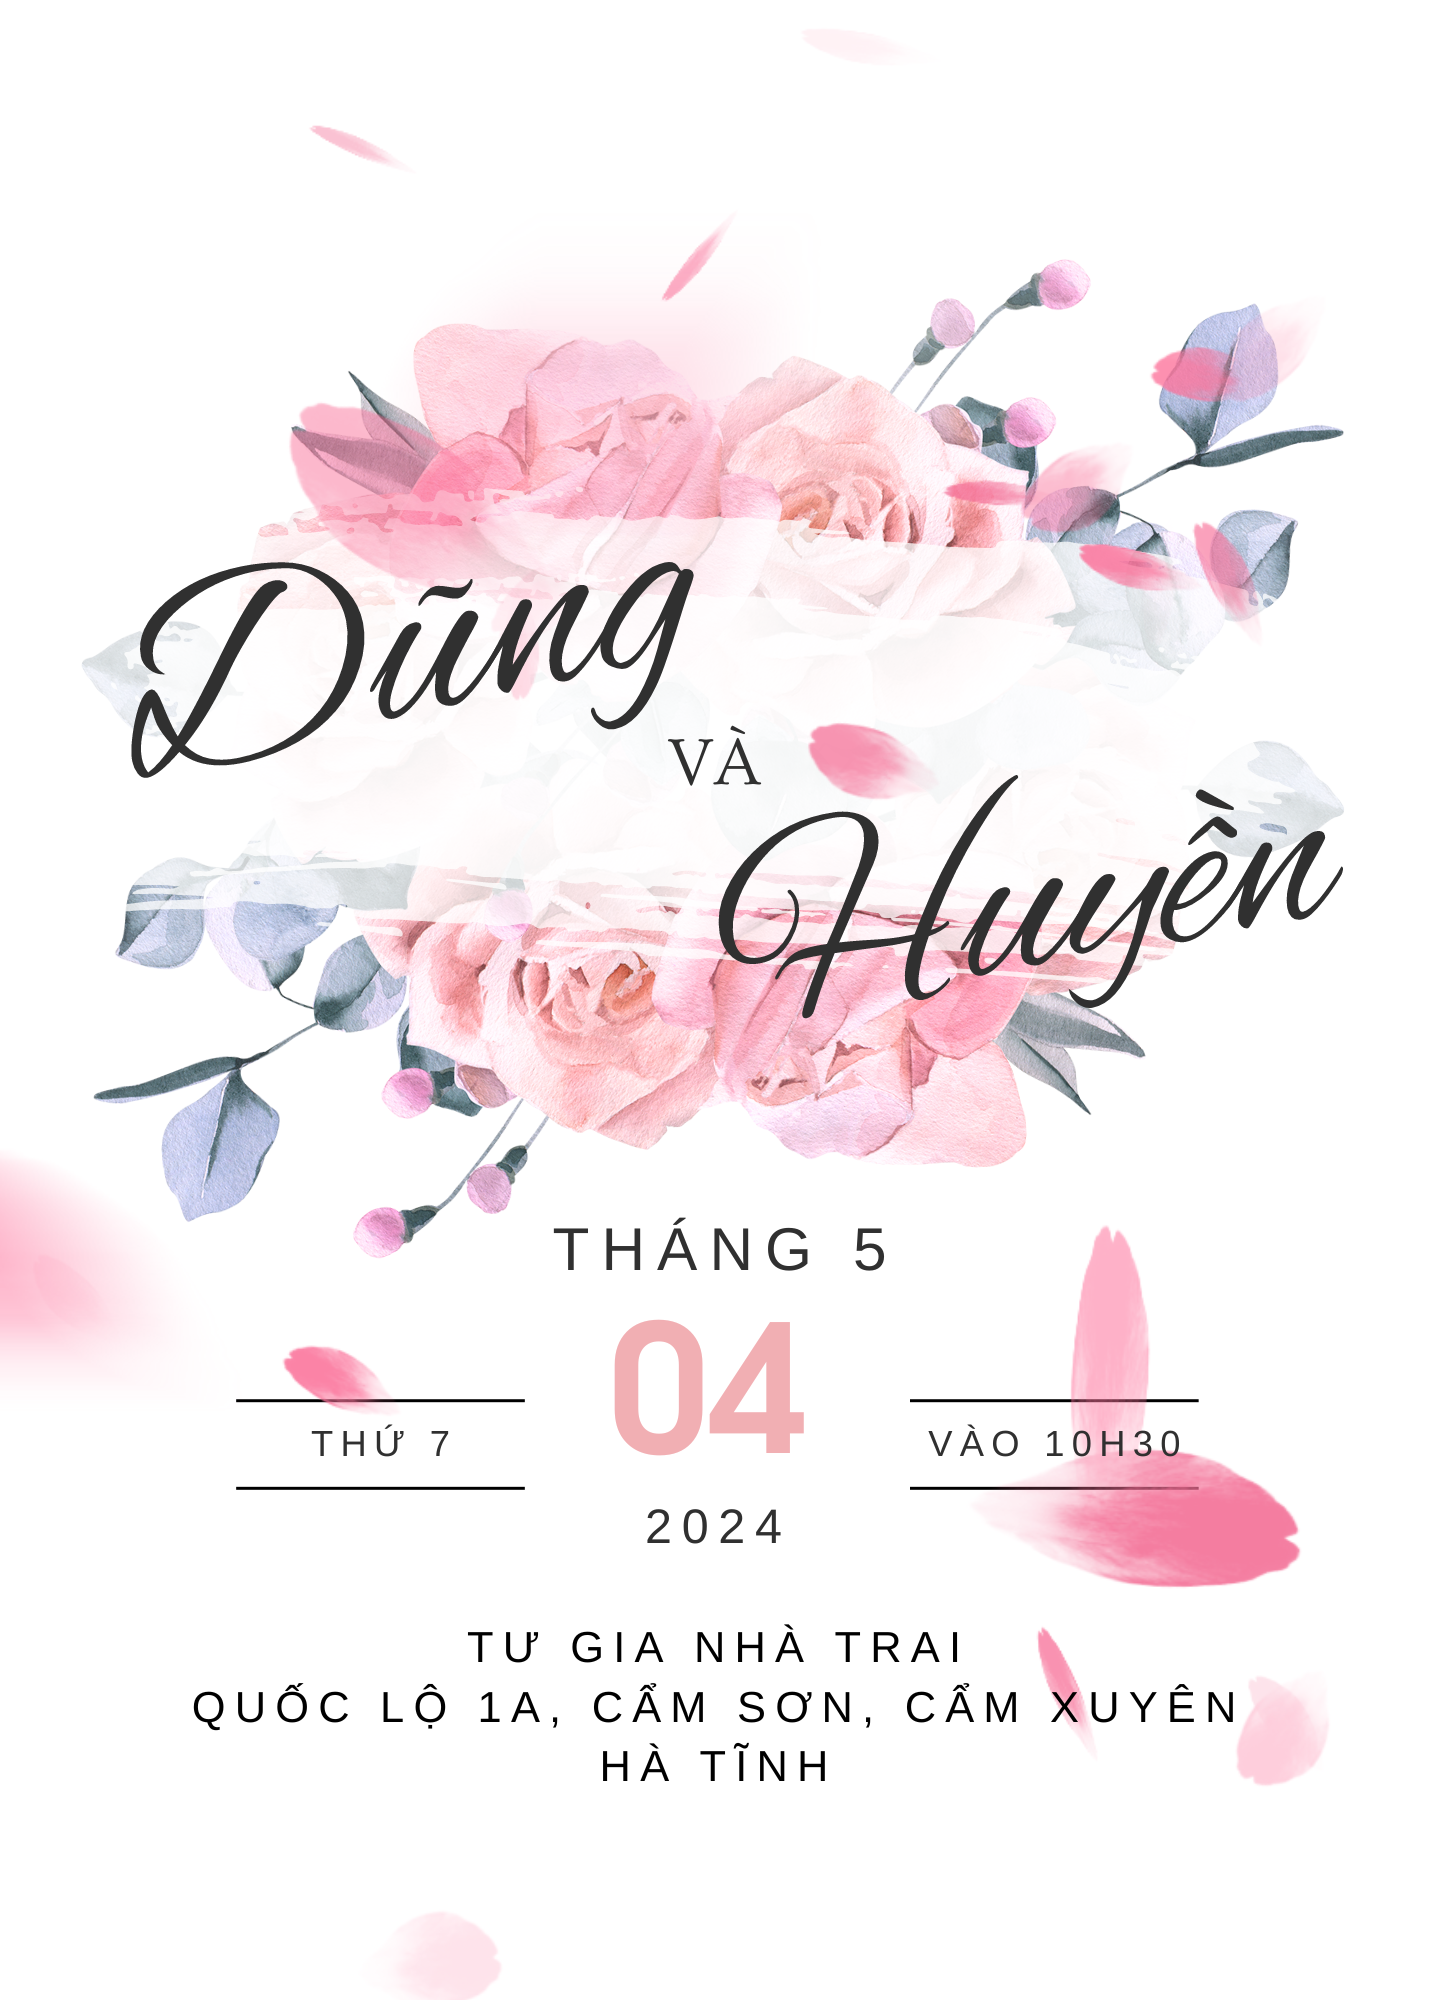 Dũng
VÀ
Huyền
THÁNG 5
04
THỨ 7
VÀO 10H30
2024
TƯ GIA NHÀ TRAI
QUỐC LỘ 1A, CẨM SƠN, CẨM XUYÊN
HÀ TĨNH